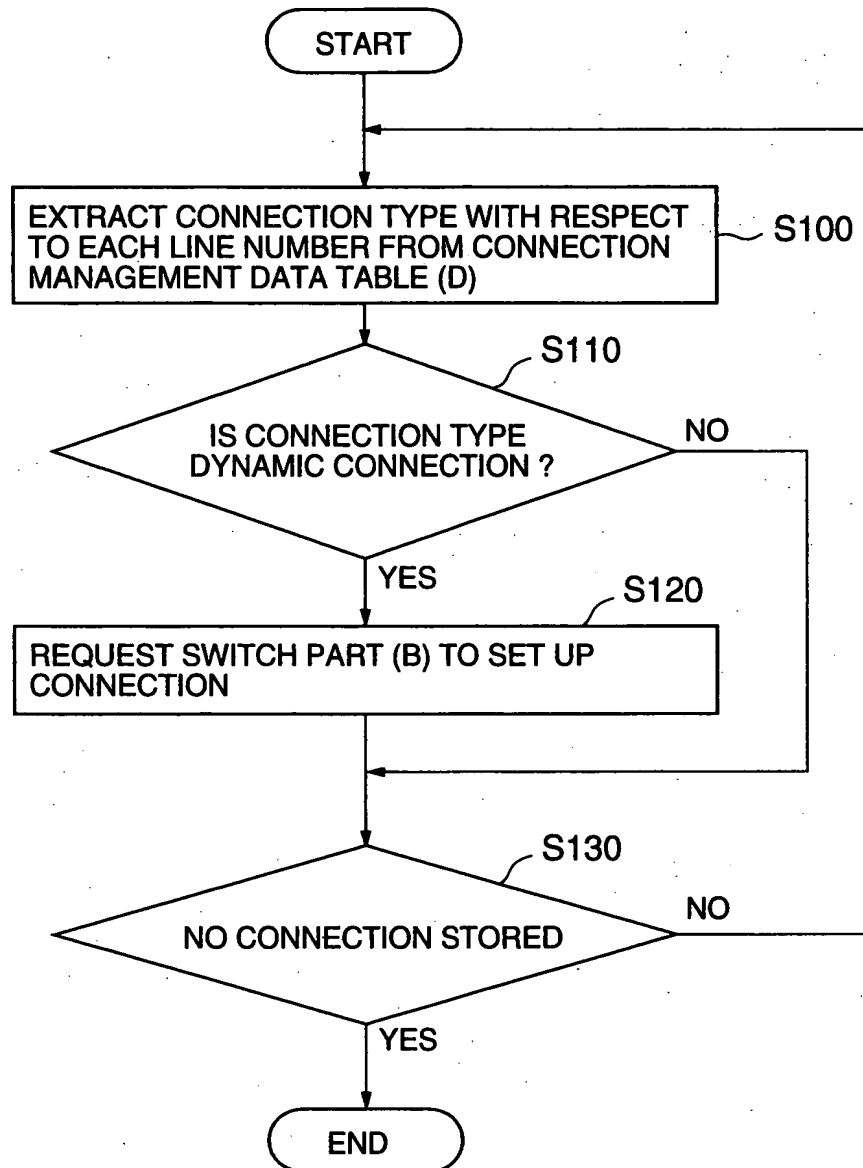 START
EXTRACT CONNECTION TYPE WITH RESPECT
TO EACH LINE NUMBER FROM CONNECTION
MANAGEMENT DATA TABLE (D)
S100
S110
IS CONNECTION TYPE
DYNAMIC CONNECTION ?
NO
YES
S120
REQUEST SWITCH PART (B) TO SET UP
CONNECTION
S130
NO CONNECTION STORED
NO
YES
END